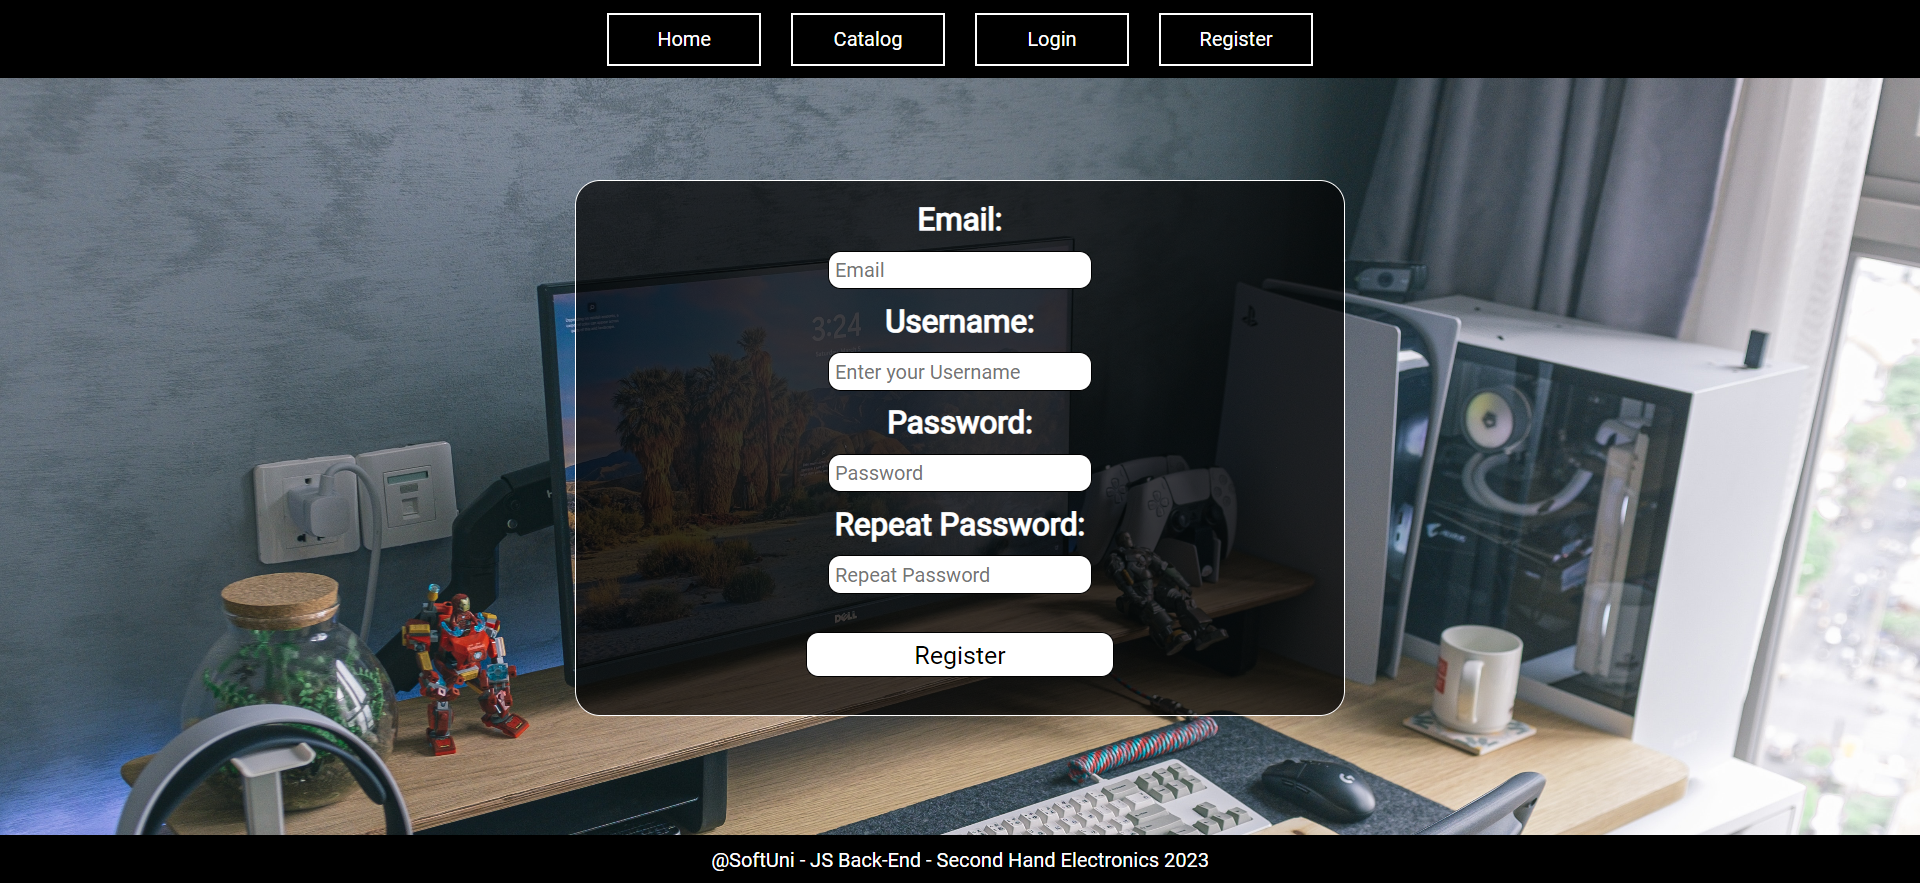 Home
Catalog
Login
Register
Email:
Email
3:24
Username:
Enter your Username
Password:
Password
Repeat Password:
Repeat Password
DELL
Register
@SoftUni - JS Back-End - Second Hand Electronics 2023